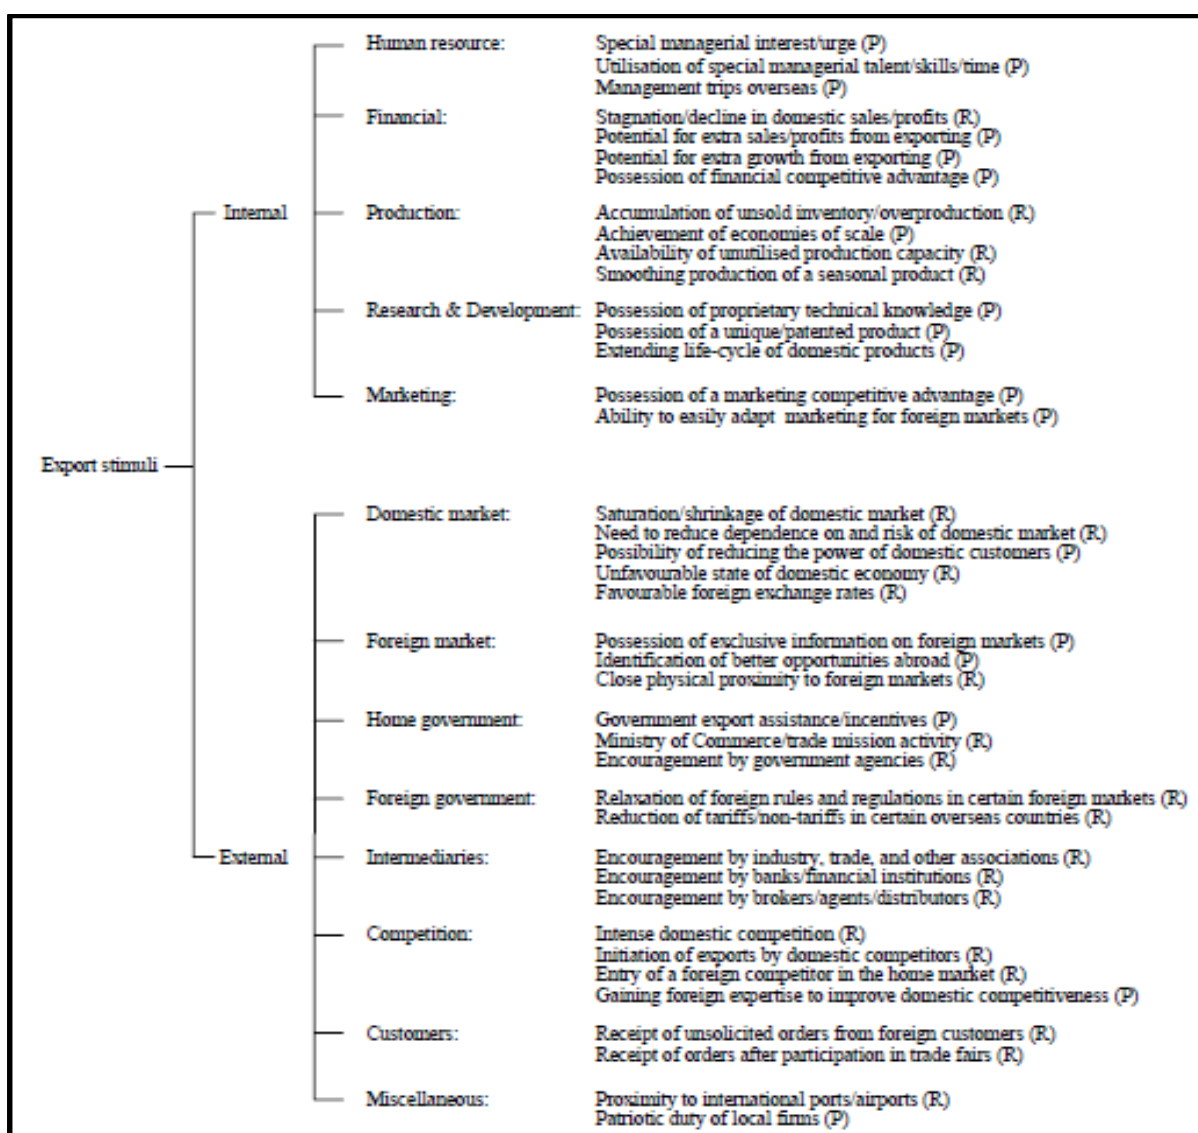 Human resource: Special managerial interest/urge (P)
Utilisation of special managerial talent/skills/time (P)
Management trips overseas (P)
Financial: Stagnation/decline in domestic sales/profits (R)
Potential for extra sales/profits from exporting (P)
Potential for extra growth from exporting (P)
Possession of financial competitive advantage (P)
Internal Production: Accumulation of unsold inventory/overproduction (R)
Achievement of economies of scale (P)
Availability of unutilised production capacity (R)
Smoothing production of a seasonal product (R)
Research & Development: Possession of proprietary technical knowledge (P)
Possession of a unique/patented product (P)
Extending life-cycle of domestic products (P)
Marketing: Possession of a marketing competitive advantage (P)
Ability to easily adapt marketing for foreign markets (P)
Export stimuli
Domestic market: Saturation/shrinkage of domestic market (R)
Need to reduce dependence on and risk of domestic market (R)
Possibility of reducing the power of domestic customers (P)
Unfavourable state of domestic economy (R)
Favourable foreign exchange rates (R)
Foreign market: Possession of exclusive information on foreign markets (P)
Identification of better opportunities abroad (P)
Close physical proximity to foreign markets (R)
Home government: Government export assistance/incentives (P)
Ministry of Commerce/trade mission activity (R)
Encouragement by government agencies (R)
Foreign government: Relaxation of foreign rules and regulations in certain foreign markets (R)
Reduction of tariffs/non-tariffs in certain overseas countries (R)
External Intermediaries: Encouragement by industry, trade, and other associations (R)
Encouragement by banks/financial institutions (R)
Encouragement by brokers/agents/distributors (R)
Competition: Intense domestic competition (R)
Initiation of exports by domestic competitors (R)
Entry of a foreign competitor in the home market (R)
Gaining foreign expertise to improve domestic competitiveness (P)
Customers: Receipt of unsolicited orders from foreign customers (R)
Receipt of orders after participation in trade fairs (R)
Miscellaneous: Proximity to international ports/airports (R)
Patriotic duty of local firms (P)